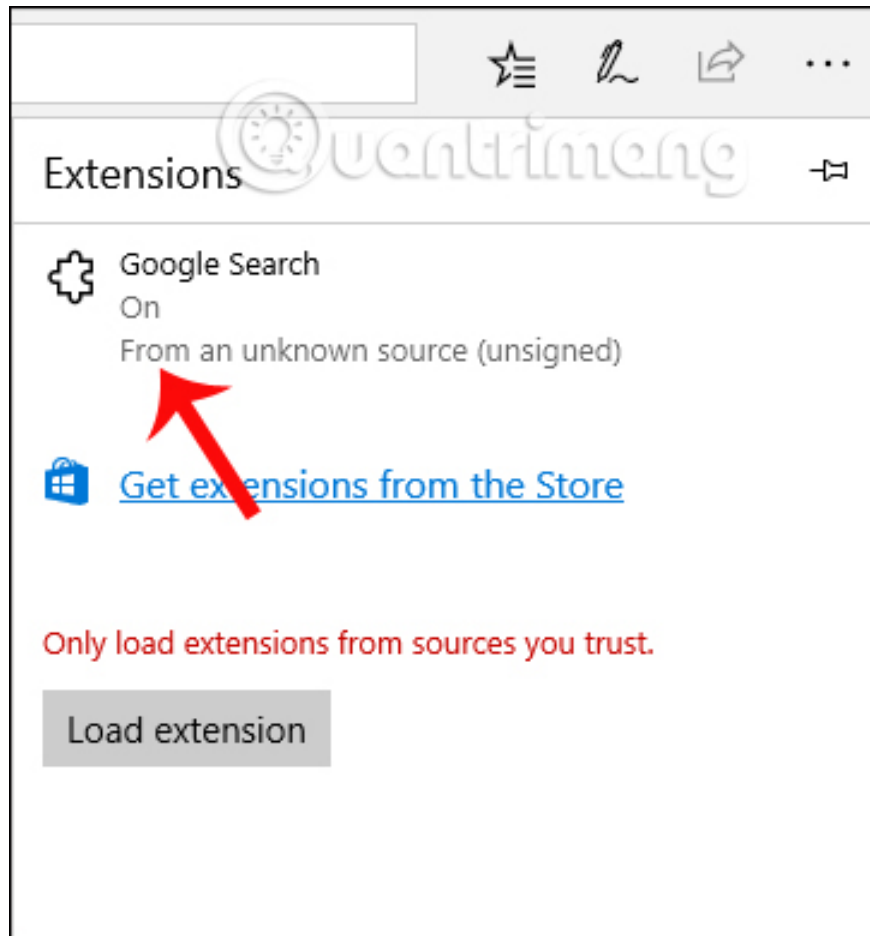 Quantrimang
Extensions
Google Search
On
From an unknown source (unsigned)
Get extensions from the Store
Only load extensions from sources you trust.
Load extension